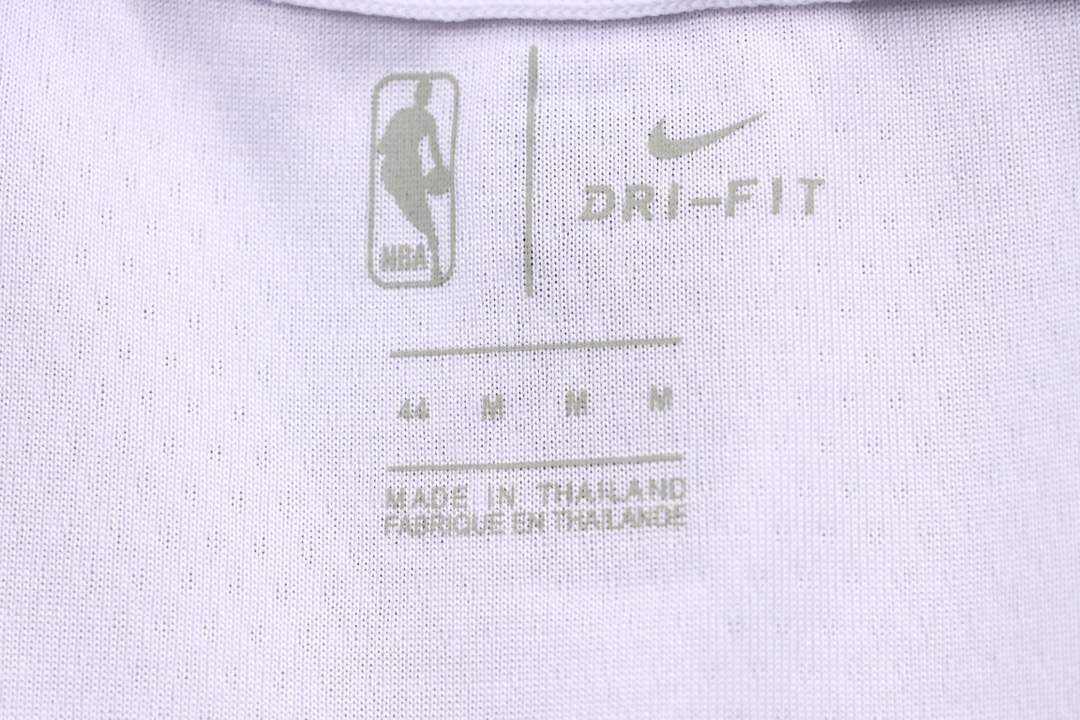 NBA
DRI-FIT
44 M M M
MADE IN THAILAND
FABRIQUE EN THAILANDE